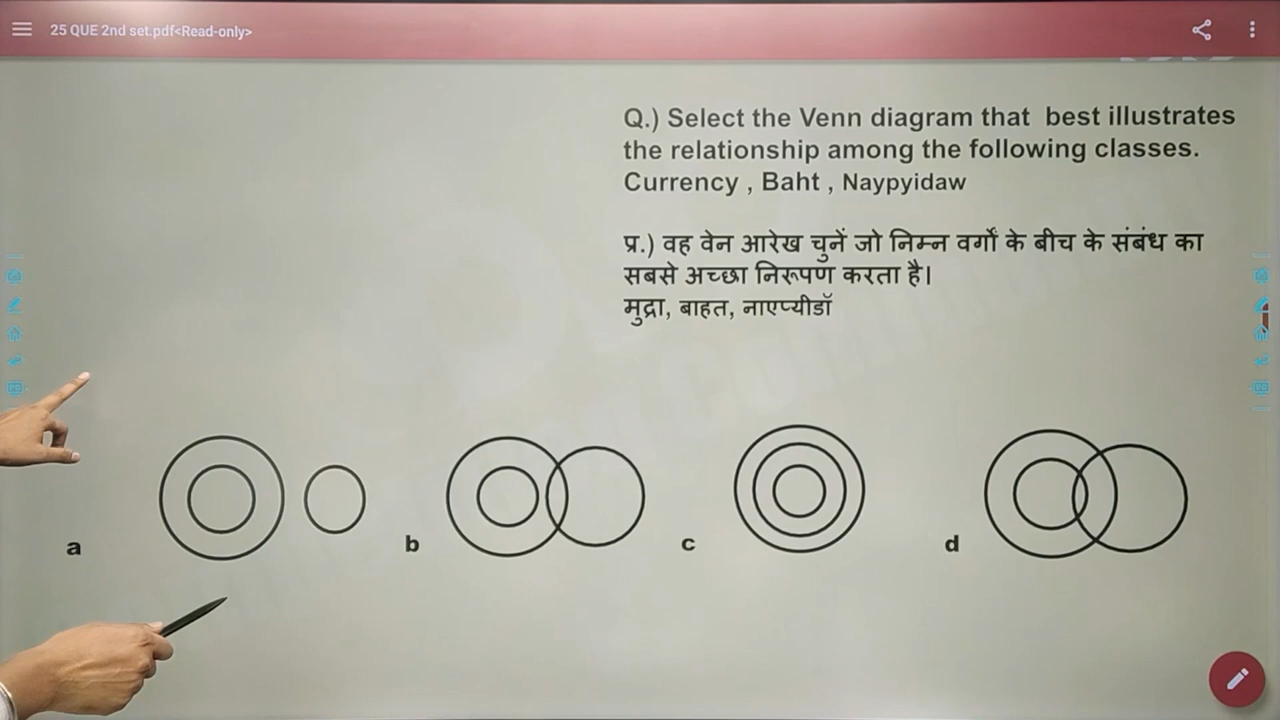 25 QUE 2nd set.pdf<Read-only>
Q.) Select the Venn diagram that best illustrates
the relationship among the following classes.
Currency , Baht , Naypyidaw
प्र.) वह वेन आरेख चुनें जो निम्न वर्गों के बीच के संबंध का
सबसे अच्छा निरूपण करता है।
मुद्रा, बाहत, नाएप्यीडॉ
a
b
c
d